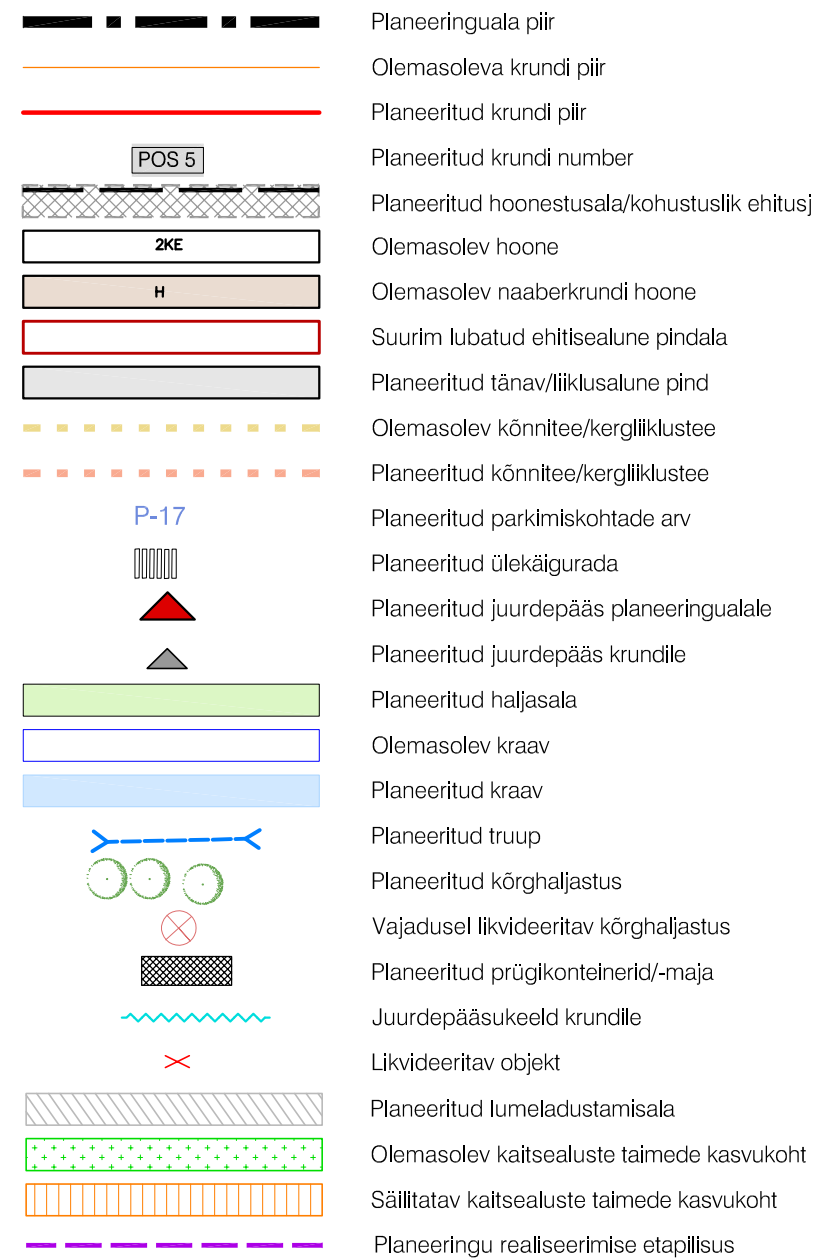 Planeeringuala piir
Olemasoleva krundi piir
Planeeritud krundi piir
POS 5 Planeeritud krundi number
Planeeritud hoonestusala/kohustuslik ehitusj
2KE Olemasolev hoone
H Olemasolev naaberkrundi hoone
Suurim lubatud ehitisealune pindala
Planeeritud tänav/liiklusalune pind
Olemasolev kõnnitee/kergliiklustee
Planeeritud kõnnitee/kergliiklustee
P-17 Planeeritud parkimiskohtade arv
Planeeritud ülekäigurada
Planeeritud juurdepääs planeeringualale
Planeeritud juurdepääs krundile
Planeeritud haljasala
Olemasolev kraav
Planeeritud kraav
Planeeritud truup
Planeeritud kõrghaljastus
Vajadusel likvideeritav kõrghaljastus
Planeeritud prügikonteinerid/-maja
Juurdepääsukeeld krundile
Likvideeritav objekt
Planeeritud lumeladustamisala
Olemasolev kaitsealuste taimede kasvukoht
Säilitatav kaitsealuste taimede kasvukoht
Planeeringu realiseerimise etapilisus